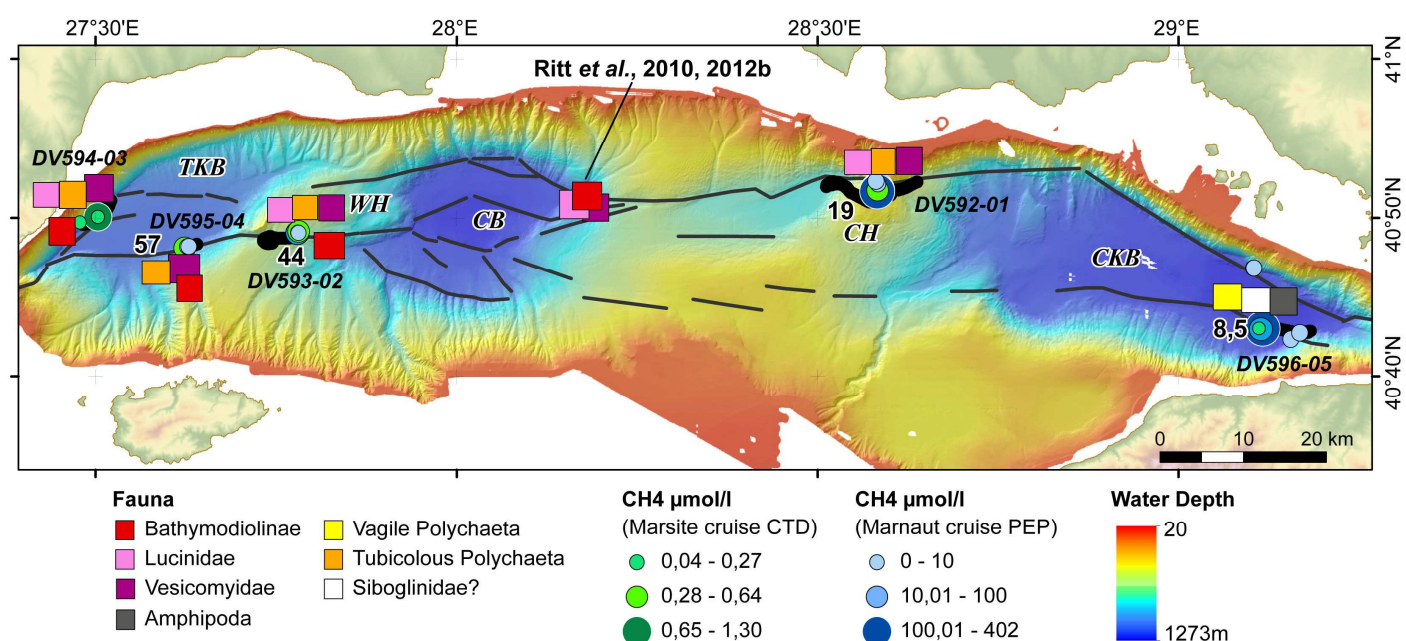 27°30'E
28°E
28°30'E
29°E
41°N
40°50'N
40°40'N
Ritt et al., 2010, 2012b
DV594-03
TKB
DV595-04
57
WH
44
DV593-02
CB
19
CH
DV592-01
CKB
8,5
DV596-05
0 10 20 km
Fauna
Bathymodiolinae
Lucinidae
Vesicomyidae
Amphipoda
Vagile Polychaeta
Tubicolous Polychaeta
Siboglinidae?
CH4 µmol/l
(Marsite cruise CTD)
0,04 - 0,27
0,28 - 0,64
0,65 - 1,30
CH4 µmol/l
(Marnaut cruise PEP)
0 - 10
10,01 - 100
100,01 - 402
Water Depth
20
1273m